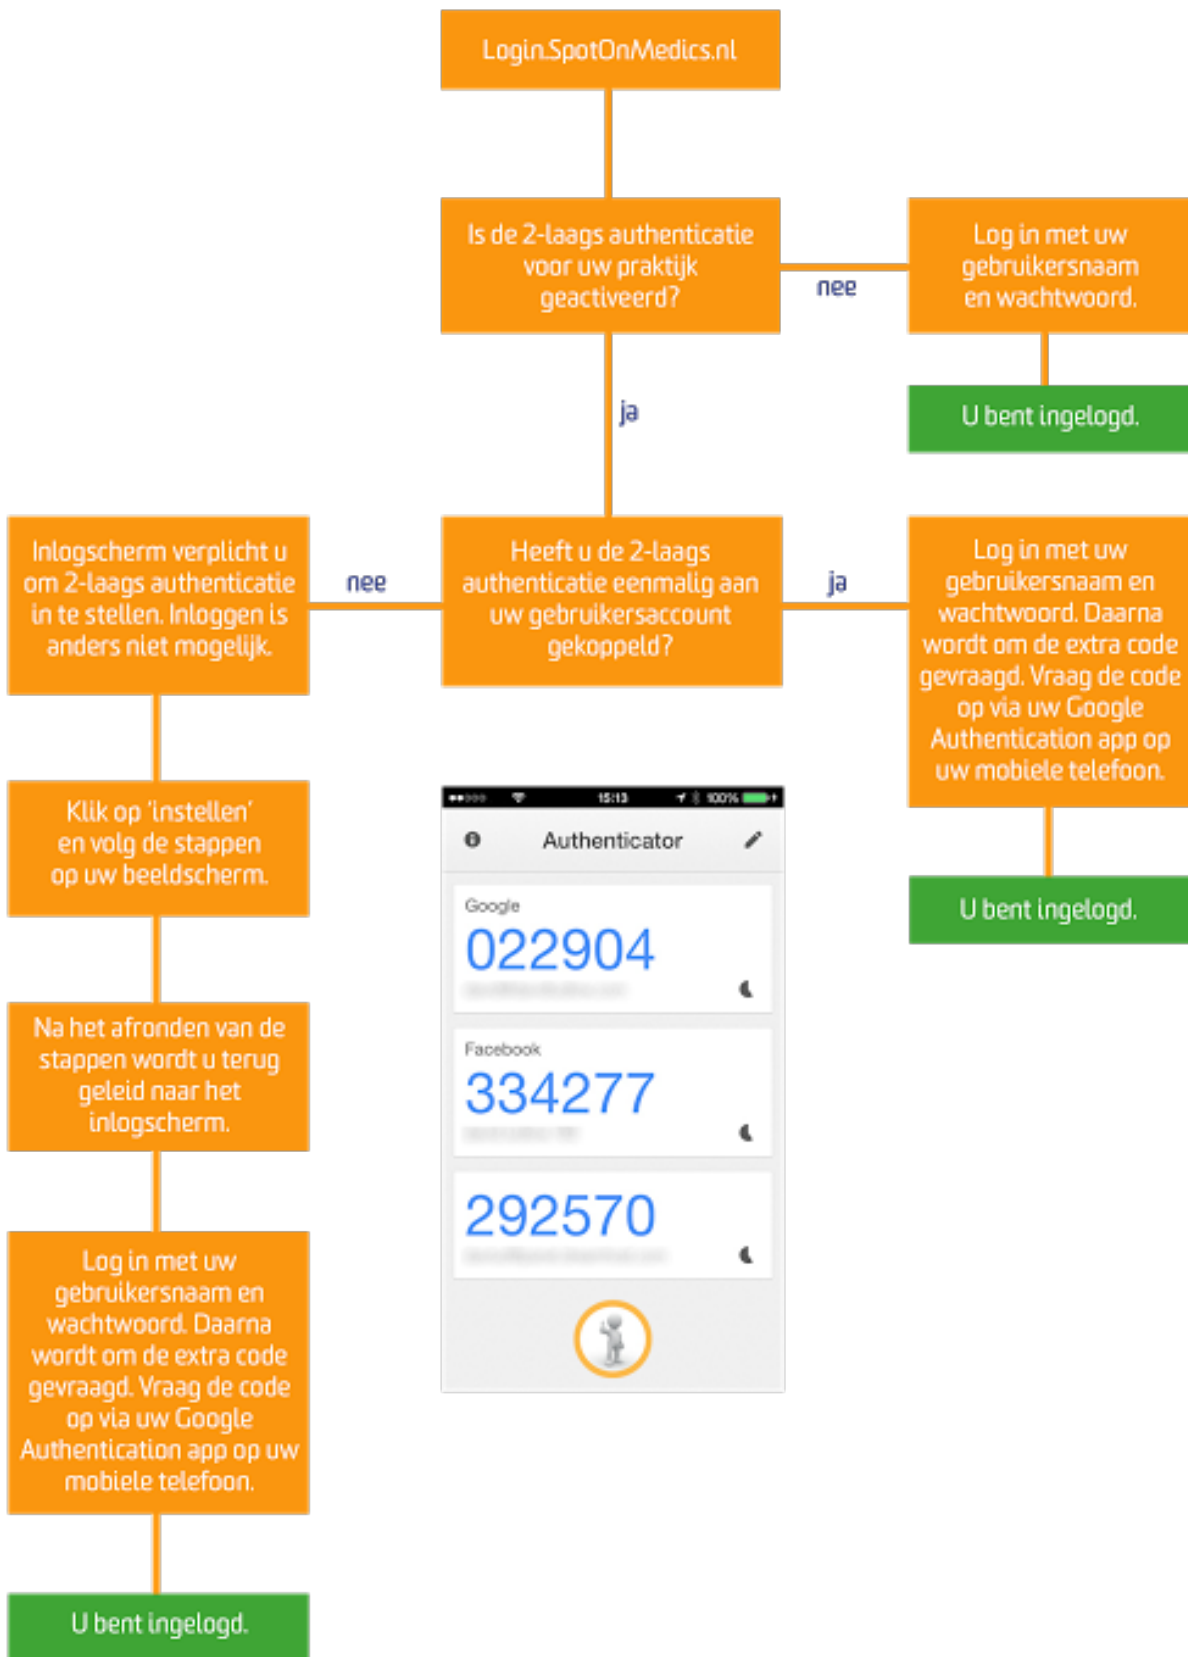 Login.SpotOnMedics.nl
Is de 2-laags authenticatie
voor uw praktijk
geactiveerd?
nee
Log in met uw
gebruikersnaam
en wachtwoord.
U bent ingelogd.
ja
Inlogscherm verplicht u
om 2-laags authenticatie
in te stellen. Inloggen is
anders niet mogelijk.
nee
Heeft u de 2-laags
authenticatie eenmalig aan
uw gebruikersaccount
gekoppeld?
ja
Log in met uw
gebruikersnaam en
wachtwoord. Daarna
wordt om de extra code
gevraagd. Vraag de code
op via uw Google
Authentication app op
uw mobiele telefoon.
U bent ingelogd.
Klik op 'instellen'
en volg de stappen
op uw beeldscherm.
Na het afronden van de
stappen wordt u terug
geleid naar het
inlogscherm.
Log in met uw
gebruikersnaam en
wachtwoord. Daarna
wordt om de extra code
gevraagd. Vraag de code
op via uw Google
Authentication app op uw
mobiele telefoon.
U bent ingelogd.
15:13 100%
Authenticator
Google
022904
Facebook
334277
292570